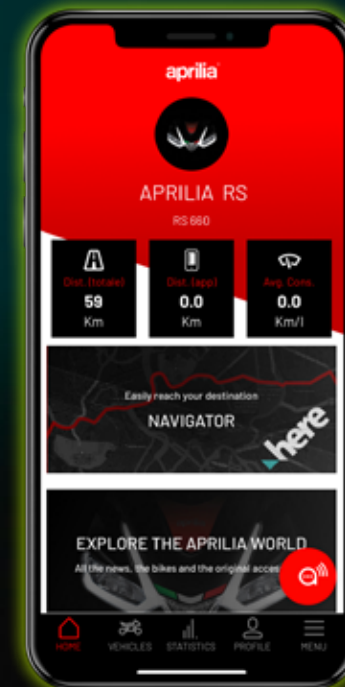 aprilia
APRILIA RS
RS 660
Dist. (totale)
59
Km
Dist. (app)
0.0
Km
Avg. Cons.
0.0
Km/l
Easily reach your destination
NAVIGATOR
here
EXPLORE THE APRILIA WORLD
All the news, the bikes and the original acces
HOME
VEHICLES
STATISTICS
PROFILE
MENU